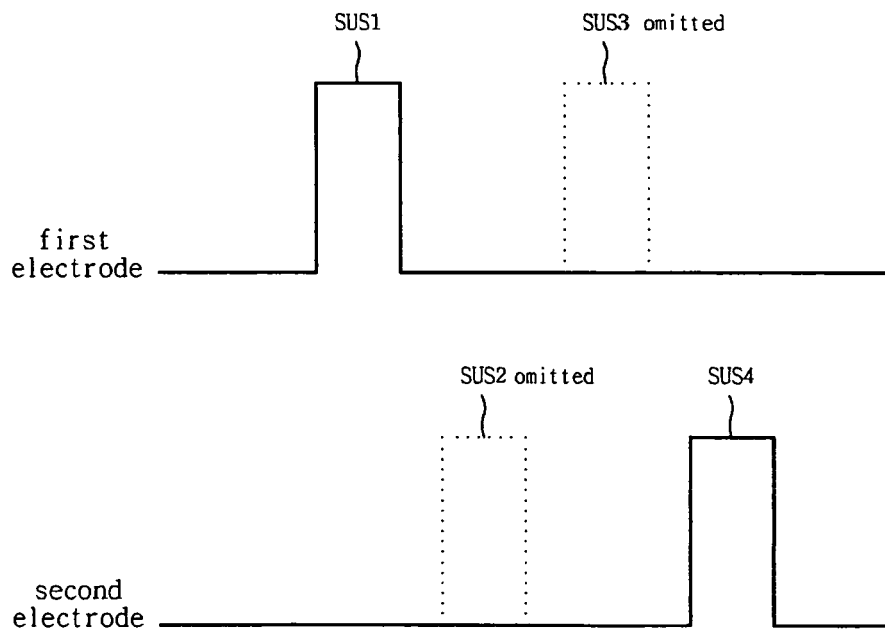 SUS1
SUS3 omitted
first
electrode
SUS2 omitted
SUS4
second
electrode